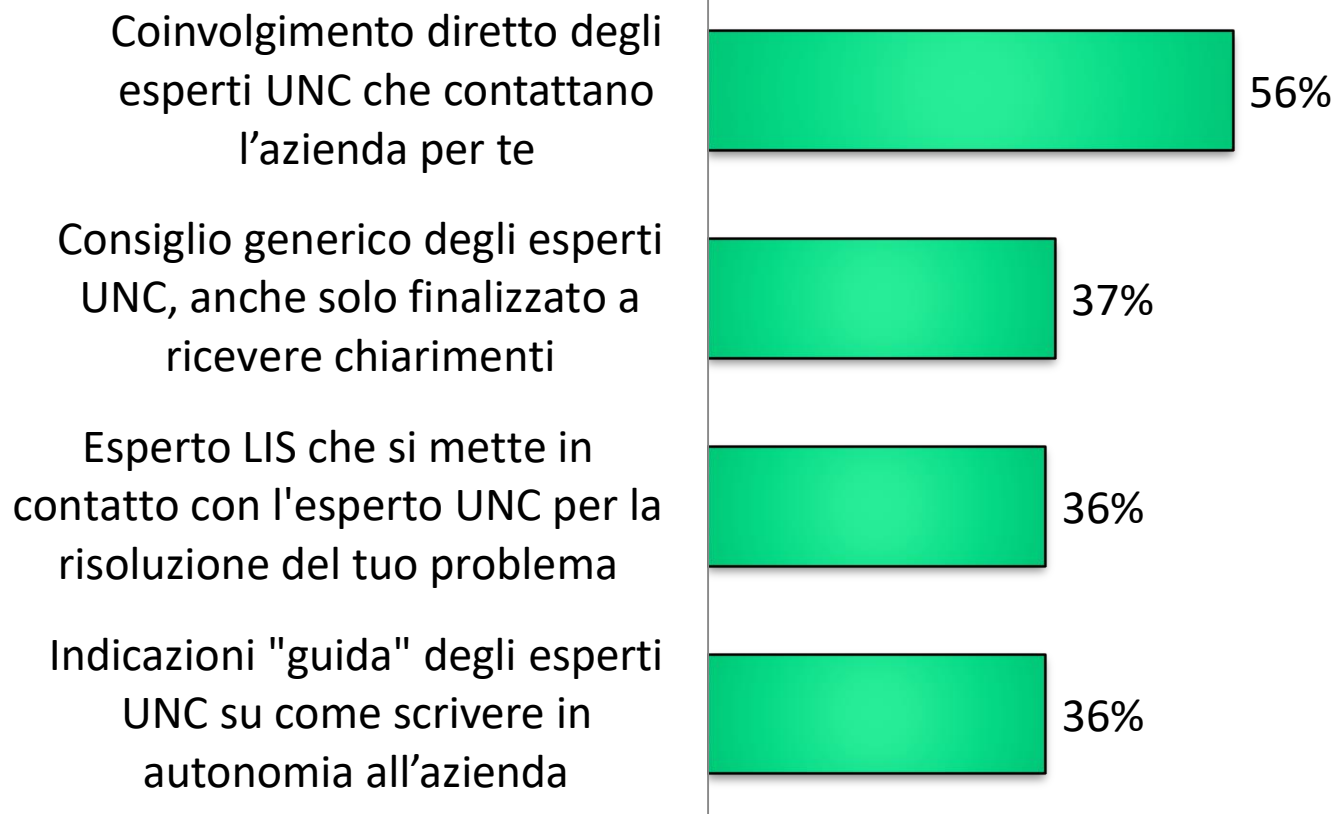 Coinvolgimento diretto degli
esperti UNC che contattano
l’azienda per te
56%
Consiglio generico degli esperti
UNC, anche solo finalizzato a
ricevere chiarimenti
37%
Esperto LIS che si mette in
contatto con l'esperto UNC per la
risoluzione del tuo problema
36%
Indicazioni "guida" degli esperti
UNC su come scrivere in
autonomia all’azienda
36%